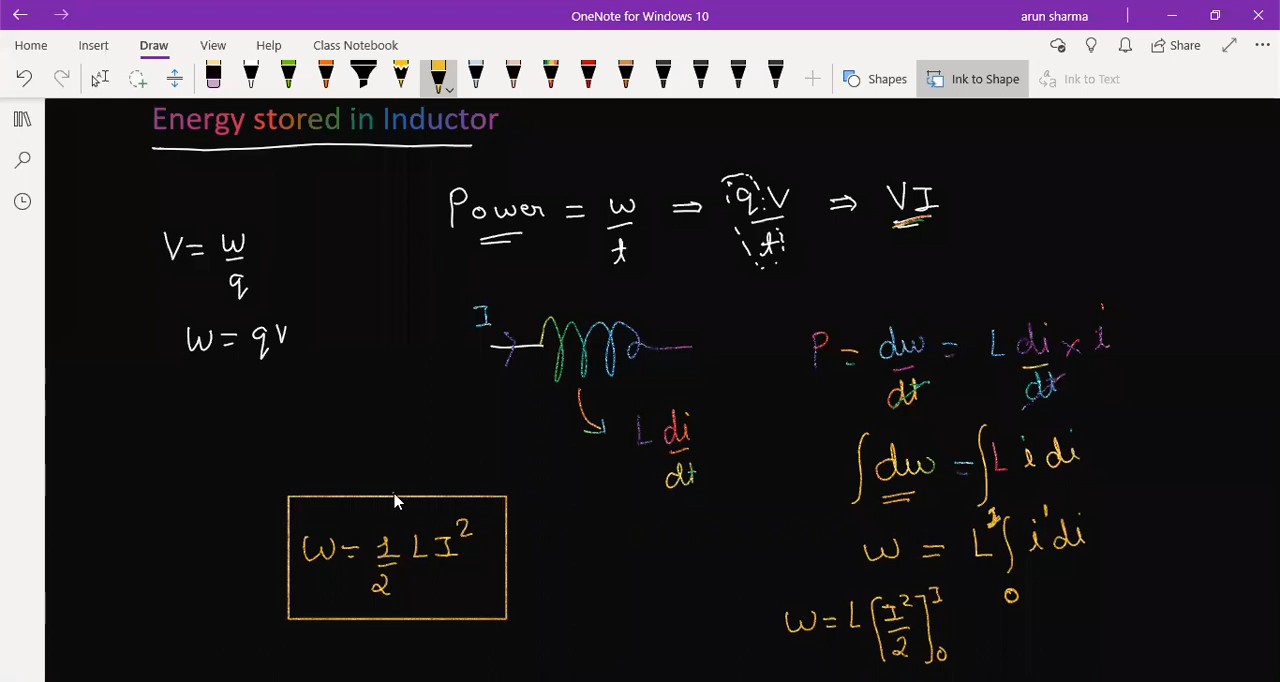 OneNote for Windows 10
arun sharma
Home Insert Draw View Help Class Notebook
Share
Shapes
Ink to Shape
Ink to Text
Energy stored in Inductor
Power = w/t ⇒ q.V/t ⇒ VI
V = w/q
W = qV
I
L di/dt
P = dw/dt = L di/dt × i
∫dw = ∫L i di
w = L ∫₀ᴵ i¹ di
W = L [I²/2]₀ᴵ
W = 1/2 L I²